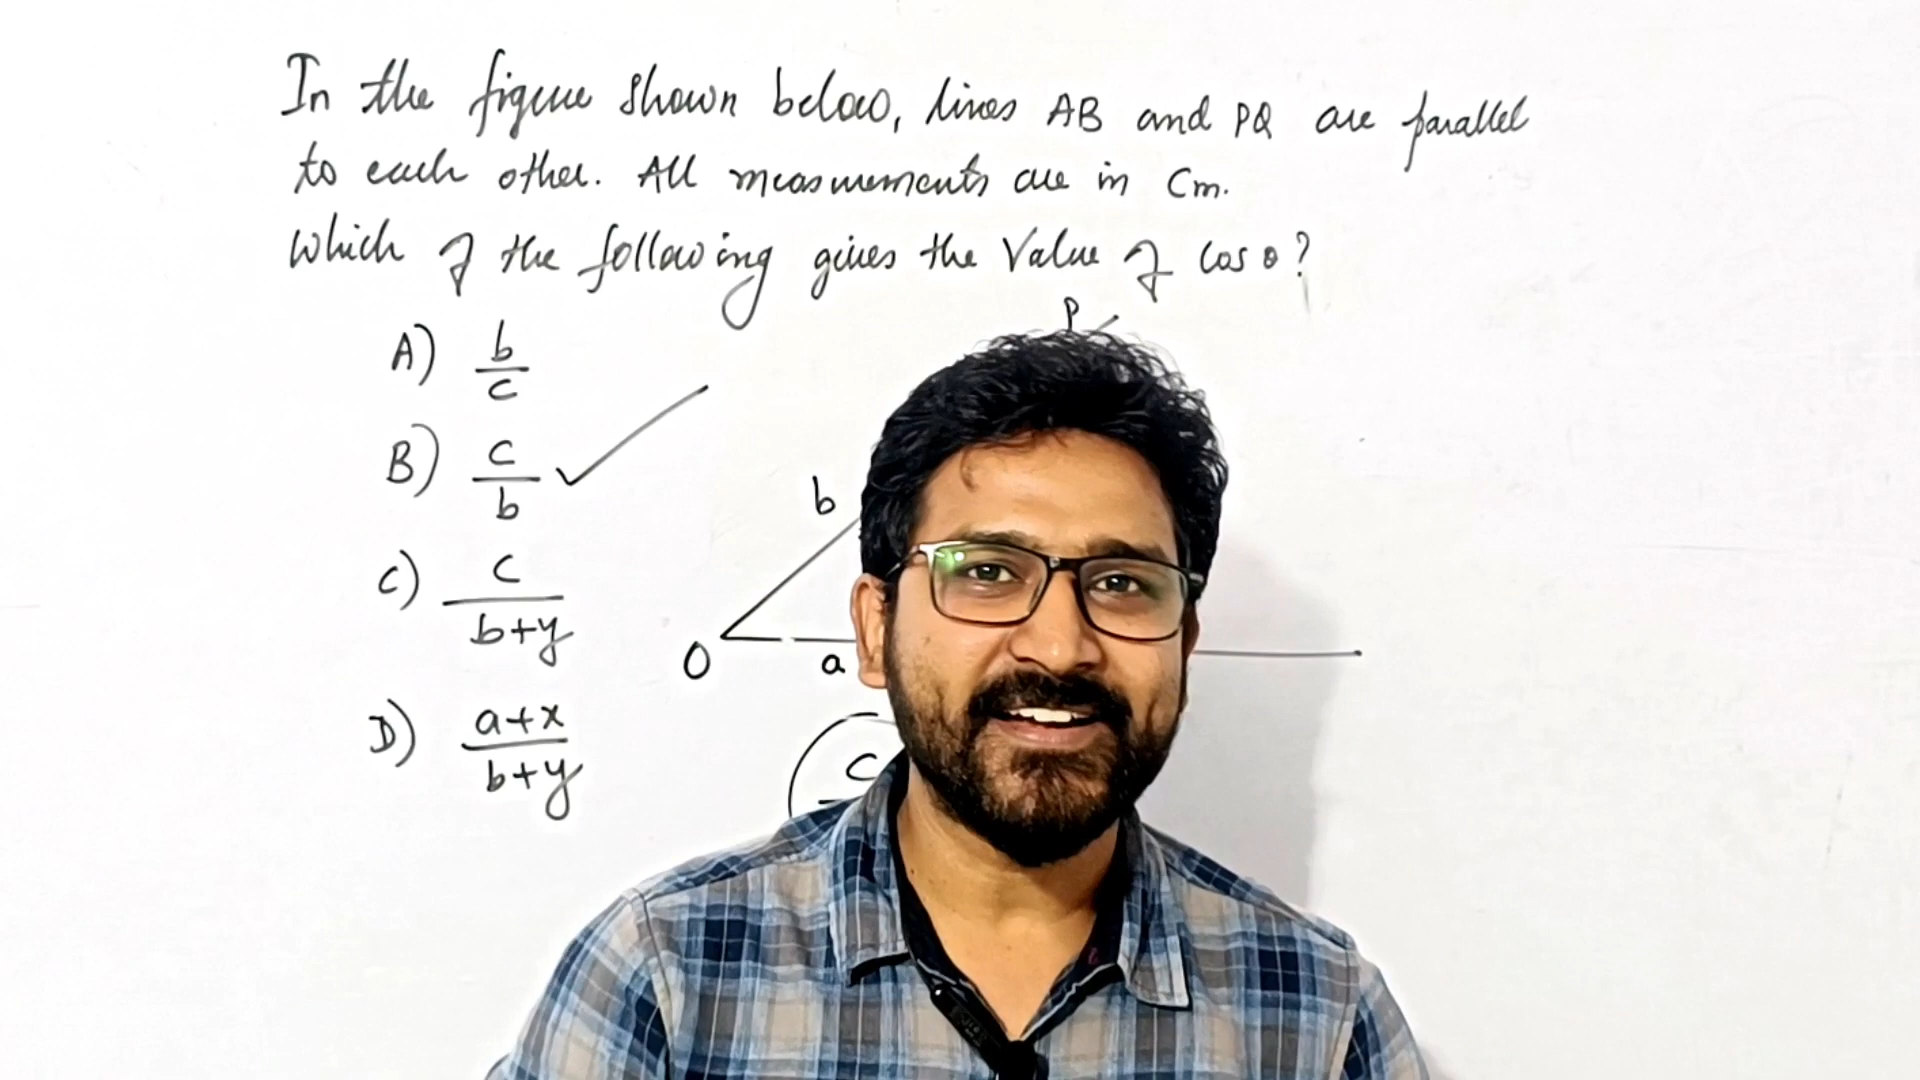 In the figure shown below, lines AB and PQ are parallel
to each other. All measurements are in cm.
Which of the following gives the value of cos θ?
P
A) b/c
B) c/b
b
C) c/(b+y)
O a
D) (a+x)/(b+y)
c